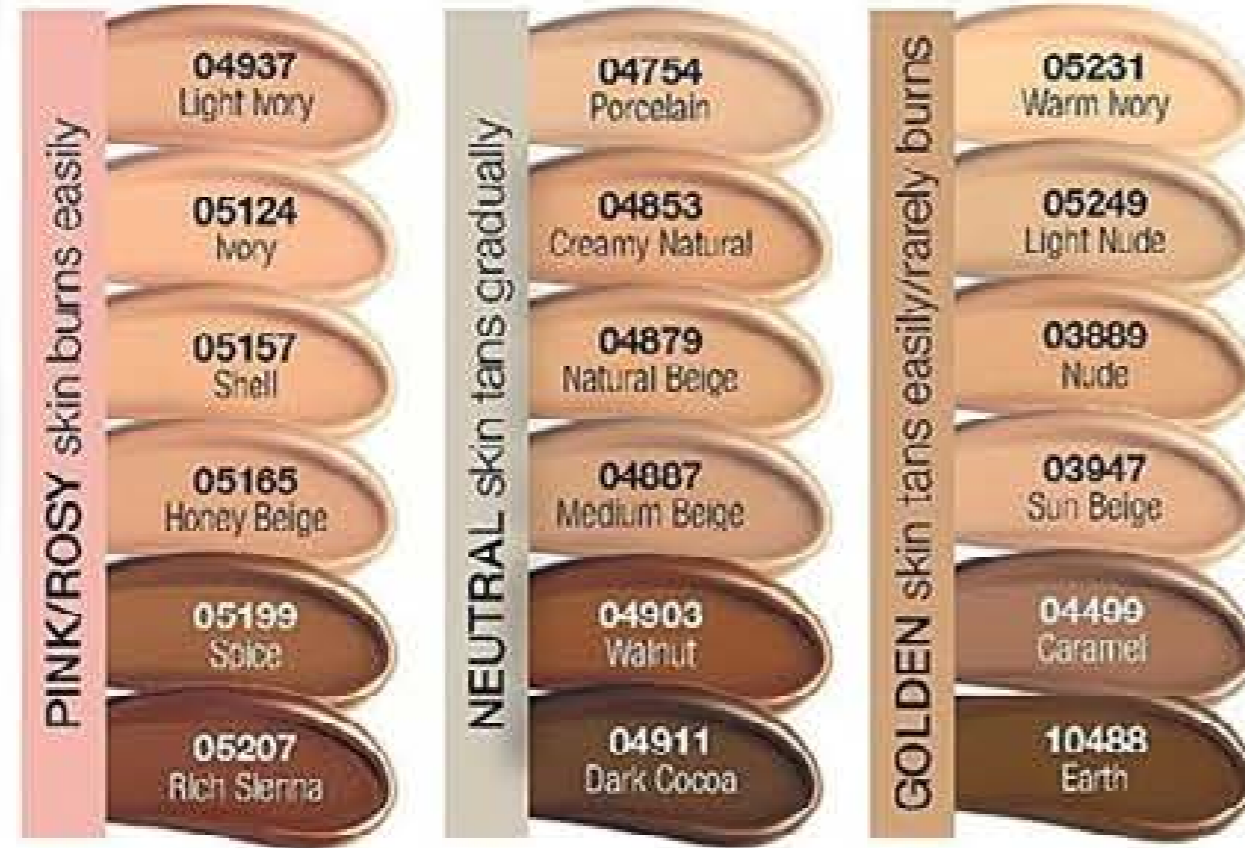 PINK/ROSY skin burns easily
04937
Light Ivory
05124
Ivory
05157
Shell
05165
Honey Beige
05199
Spice
05207
Rich Sienna
NEUTRAL skin tans gradually
04754
Porcelain
04853
Creamy Natural
04879
Natural Beige
04887
Medium Beige
04903
Walnut
04911
Dark Cocoa
GOLDEN skin tans easily/rarely burns
05231
Warm Ivory
05249
Light Nude
03889
Nude
03947
Sun Beige
04499
Caramel
10488
Earth